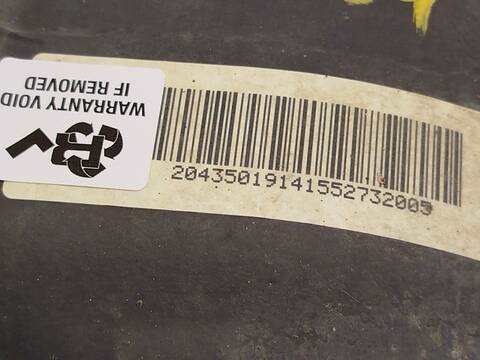 WARRANTY VOID
IF REMOVED
20435019141552732005